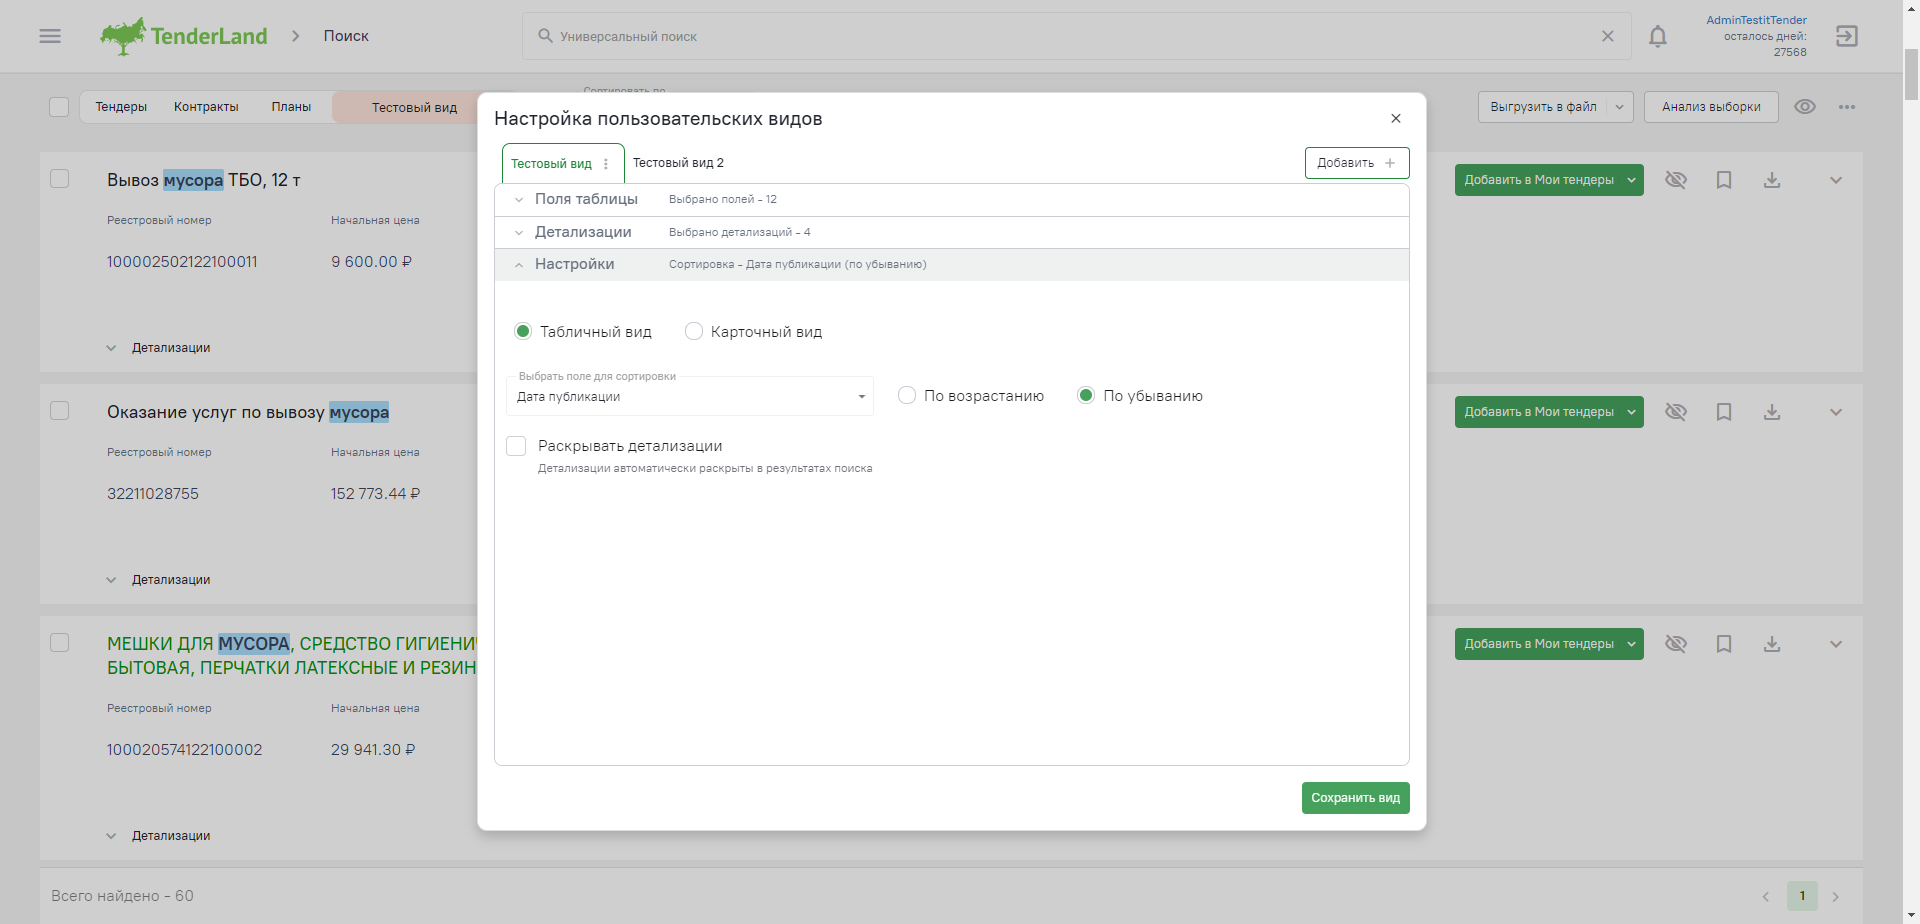 TenderLand
Поиск
Универсальный поиск
AdminTestitTender
осталось дней:
27568
Тендеры
Контракты
Планы
Тестовый вид
Выгрузить в файл
Анализ выборки
Настройка пользовательских видов
Тестовый вид
Тестовый вид 2
Добавить
Поля таблицы
Выбрано полей - 12
Детализации
Выбрано детализаций - 4
Настройки
Сортировка - Дата публикации (по убыванию)
Табличный вид
Карточный вид
Выбрать поле для сортировки
Дата публикации
По возрастанию
По убыванию
Раскрывать детализации
Детализации автоматически раскрыты в результатах поиска
Сохранить вид
Вывоз мусора ТБО, 12 т
Добавить в Мои тендеры
Реестровый номер
Начальная цена
100002502122100011
9 600.00 ₽
Детализации
Оказание услуг по вывозу мусора
Добавить в Мои тендеры
Реестровый номер
Начальная цена
32211028755
152 773.44 ₽
Детализации
МЕШКИ ДЛЯ МУСОРА, СРЕДСТВО
БЫТОВАЯ, ПЕРЧАТКИ ЛАТЕКСНЫЕ И
Добавить в Мои тендеры
Реестровый номер
Начальная цена
100020574122100002
29 941.30 ₽
Детализации
Всего найдено - 60
1